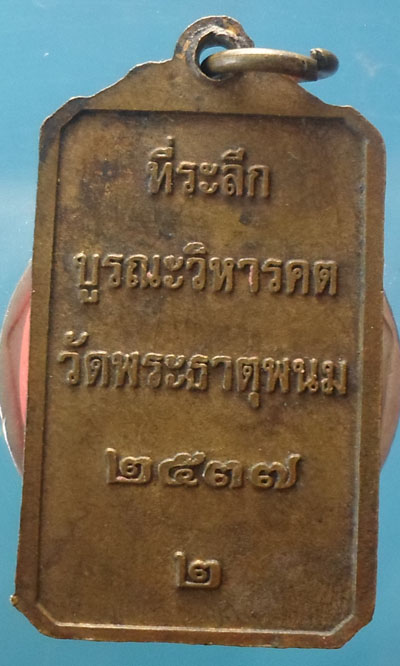 ที่ระลึก
บูรณะวิหารคต
วัดพระธาตุพนม
๒๕๓๗
๒